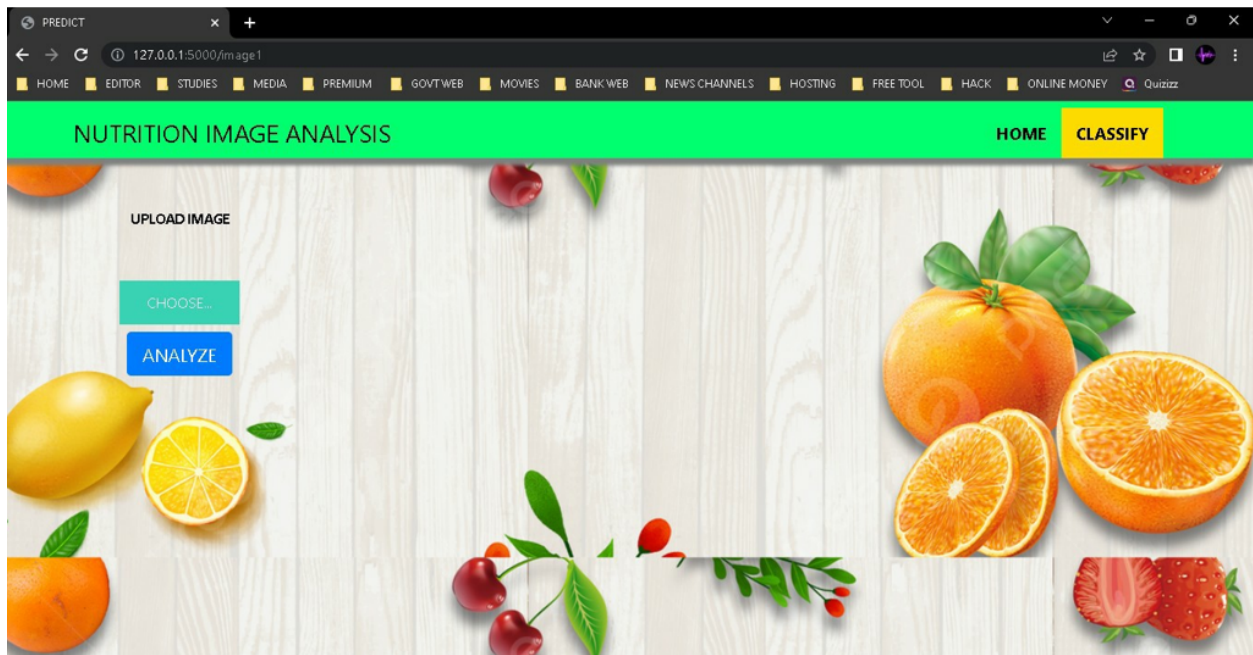 PREDICT
127.0.0.1:5000/image1
HOME EDITOR STUDIES MEDIA PREMIUM GOVT WEB MOVIES BANK WEB NEWS CHANNELS HOSTING FREE TOOL HACK ONLINE MONEY Quizizz
NUTRITION IMAGE ANALYSIS HOME CLASSIFY
UPLOAD IMAGE
CHOOSE...
ANALYZE